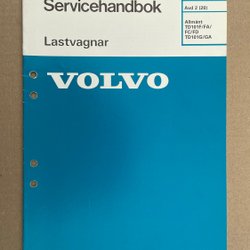 Servicehandbok
Avd 2 (20)
Allmänt
TD101F/FA/
FC/FD
TD101G/GA
Lastvagnar
VOLVO